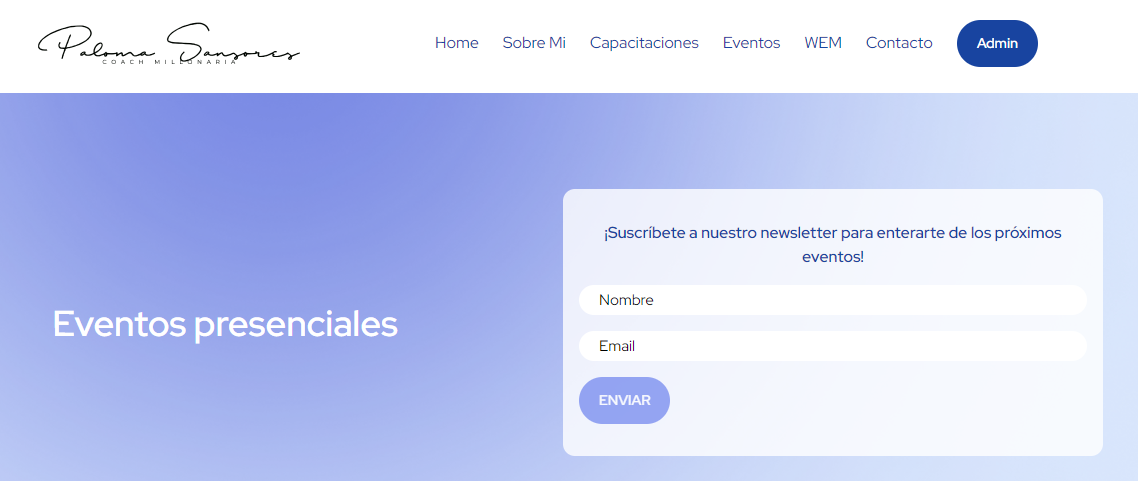 Paloma Sansores
COACH MILLONARIA
Home Sobre Mi Capacitaciones Eventos WEM Contacto Admin
¡Suscríbete a nuestro newsletter para enterarte de los próximos
eventos!
Nombre
Eventos presenciales
Email
ENVIAR